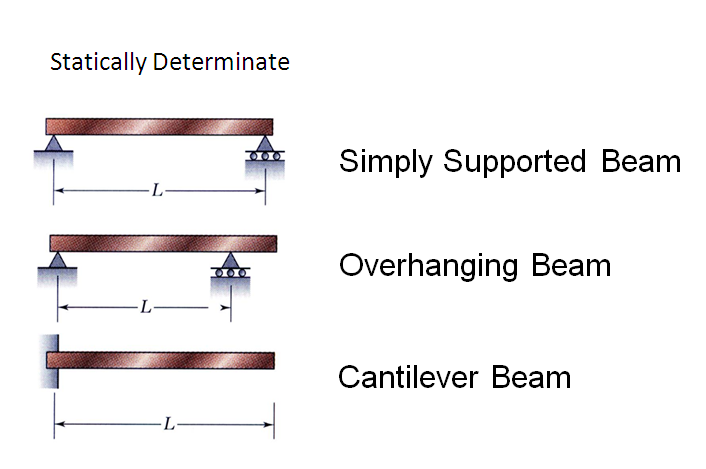 Statically Determinate
Simply Supported Beam
L
Overhanging Beam
L
Cantilever Beam
L